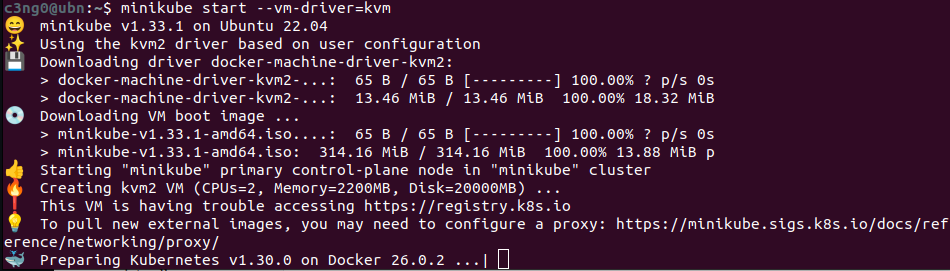 c3ng0@ubn:~$ minikube start --vm-driver=kvm
😄 minikube v1.33.1 on Ubuntu 22.04
✨ Using the kvm2 driver based on user configuration
💾 Downloading driver docker-machine-driver-kvm2:
> docker-machine-driver-kvm2-...: 65 B / 65 B [---------] 100.00% ? p/s 0s
> docker-machine-driver-kvm2-...: 13.46 MiB / 13.46 MiB 100.00% 18.32 MiB
💿 Downloading VM boot image ...
> minikube-v1.33.1-amd64.iso....: 65 B / 65 B [---------] 100.00% ? p/s 0s
> minikube-v1.33.1-amd64.iso: 314.16 MiB / 314.16 MiB 100.00% 13.88 MiB p
👍 Starting "minikube" primary control-plane node in "minikube" cluster
🔥 Creating kvm2 VM (CPUs=2, Memory=2200MB, Disk=20000MB) ...
❗ This VM is having trouble accessing https://registry.k8s.io
💡 To pull new external images, you may need to configure a proxy: https://minikube.sigs.k8s.io/docs/ref
erence/networking/proxy/
🐳 Preparing Kubernetes v1.30.0 on Docker 26.0.2 ...|